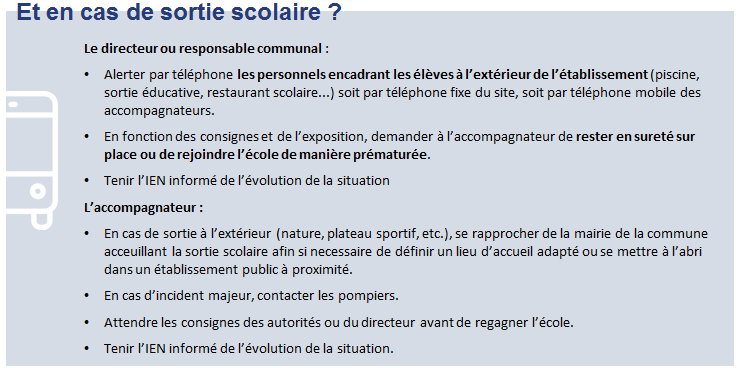 Et en cas de sortie scolaire ?
Le directeur ou responsable communal :
• Alerter par téléphone les personnels encadrant les élèves à l'extérieur de l'établissement (piscine,
sortie éducative, restaurant scolaire...) soit par téléphone fixe du site, soit par téléphone mobile des
accompagnateurs.
• En fonction des consignes et de l'exposition, demander à l'accompagnateur de rester en sureté sur
place ou de rejoindre l'école de manière prématurée.
• Tenir l'IEN informé de l'évolution de la situation
L'accompagnateur :
• En cas de sortie à l'extérieur (nature, plateau sportif, etc.), se rapprocher de la mairie de la commune
acceuillant la sortie scolaire afin si necessaire de définir un lieu d'accueil adapté ou se mettre à l'abri
dans un établissement public à proximité.
• En cas d'incident majeur, contacter les pompiers.
• Attendre les consignes des autorités ou du directeur avant de regagner l'école.
• Tenir l'IEN informé de l'évolution de la situation.